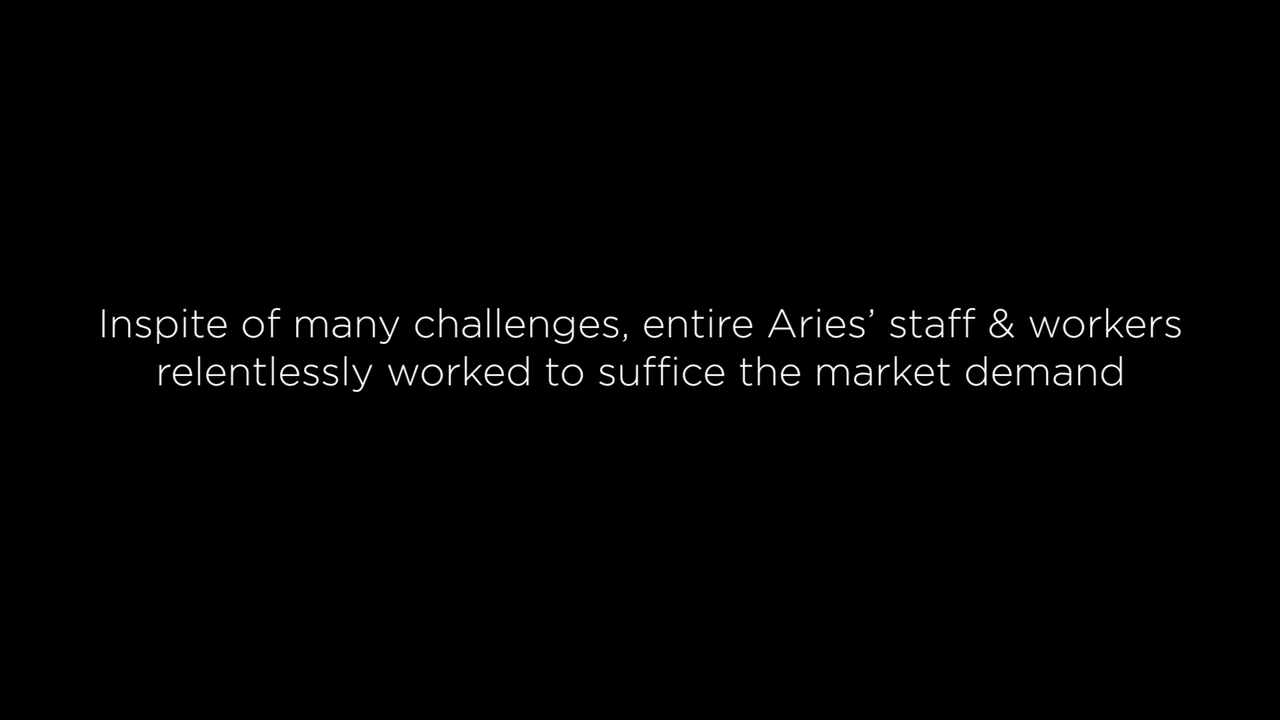 Inspite of many challenges, entire Aries’ staff & workers
relentlessly worked to suffice the market demand